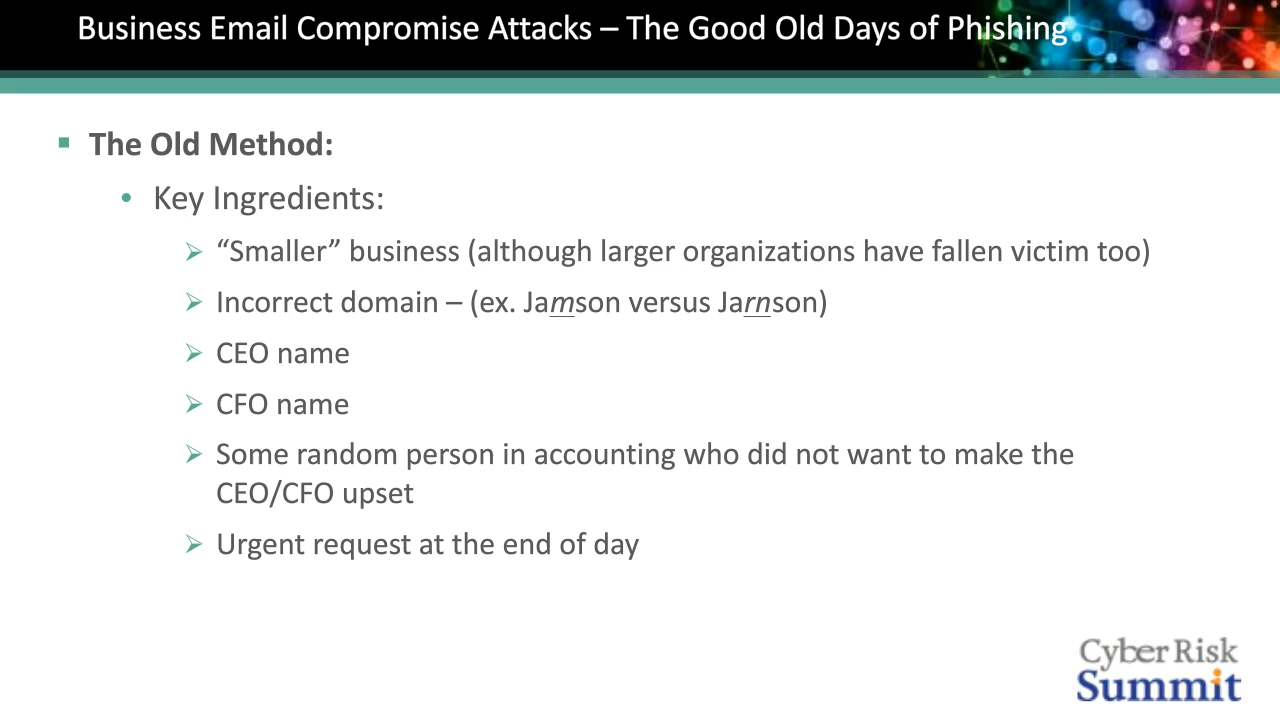 Business Email Compromise Attacks – The Good Old Days of Phishing
The Old Method:
Key Ingredients:
“Smaller” business (although larger organizations have fallen victim too)
Incorrect domain – (ex. Jamson versus Jarnson)
CEO name
CFO name
Some random person in accounting who did not want to make the
CEO/CFO upset
Urgent request at the end of day
Cyber Risk
Summit